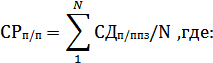 СРп/п = ∑ (N, 1) СДп/ппз/N ,где: